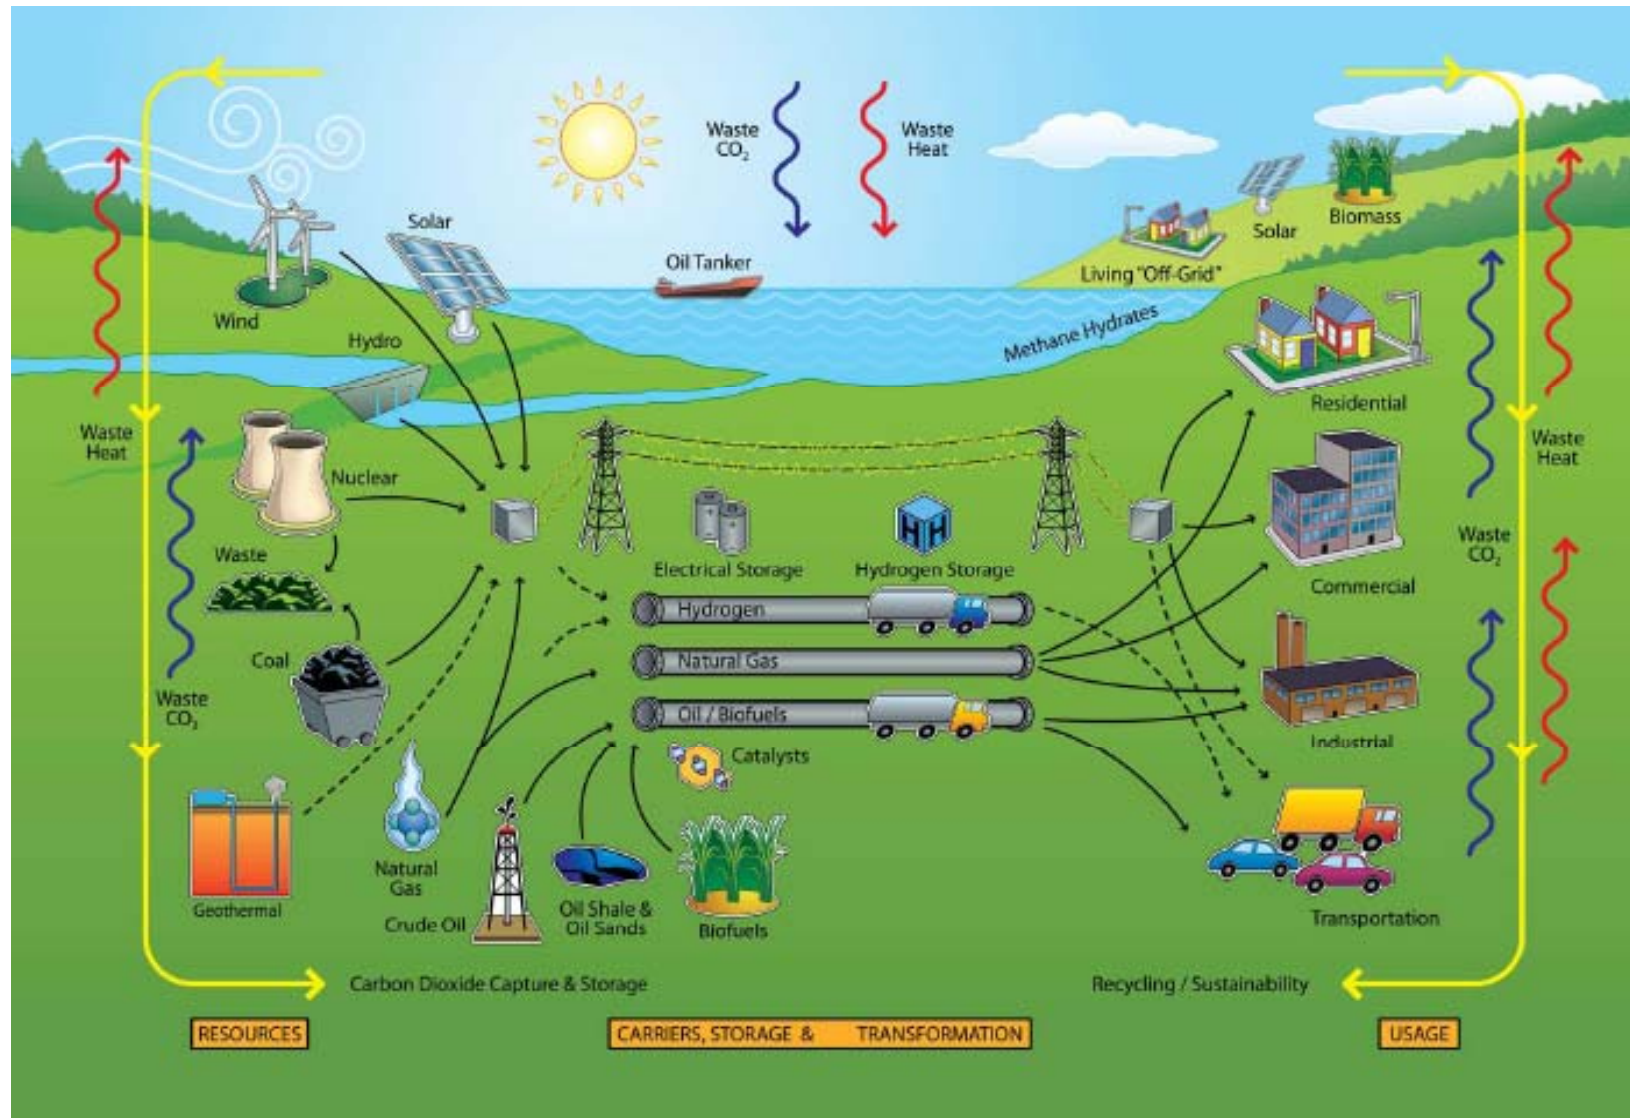 Waste
CO2
Waste
Heat
Solar
Wind
Hydro
Oil Tanker
Methane Hydrates
Living "Off-Grid"
Solar
Biomass
Waste
Heat
Nuclear
Waste
Coal
Waste
CO2
Geothermal
Natural
Gas
Crude Oil
Oil Shale &
Oil Sands
Biofuels
Catalysts
Electrical Storage
Hydrogen Storage
Hydrogen
Natural Gas
Oil / Biofuels
Residential
Commercial
Industrial
Transportation
Waste
Heat
Waste
CO2
Carbon Dioxide Capture & Storage
Recycling / Sustainability
RESOURCES
CARRIERS, STORAGE & TRANSFORMATION
USAGE